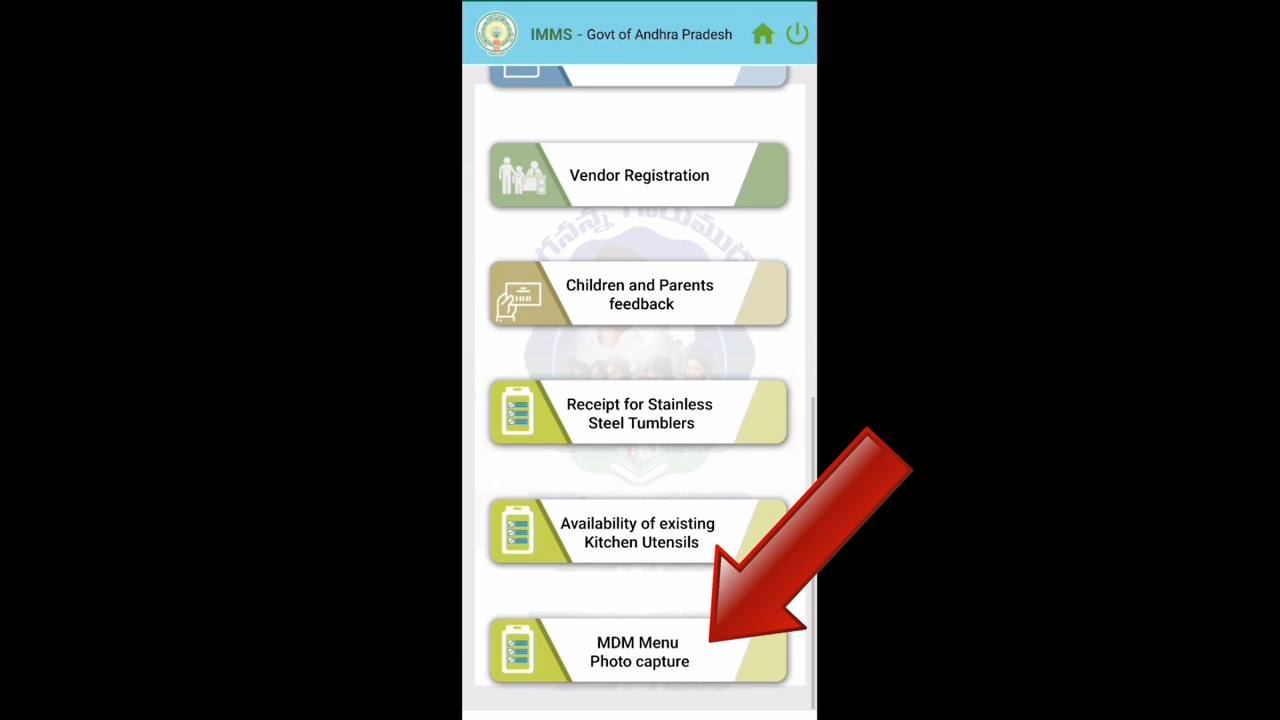 IMMS - Govt of Andhra Pradesh
Vendor Registration
Children and Parents
feedback
Receipt for Stainless
Steel Tumblers
Availability of existing
Kitchen Utensils
MDM Menu
Photo capture